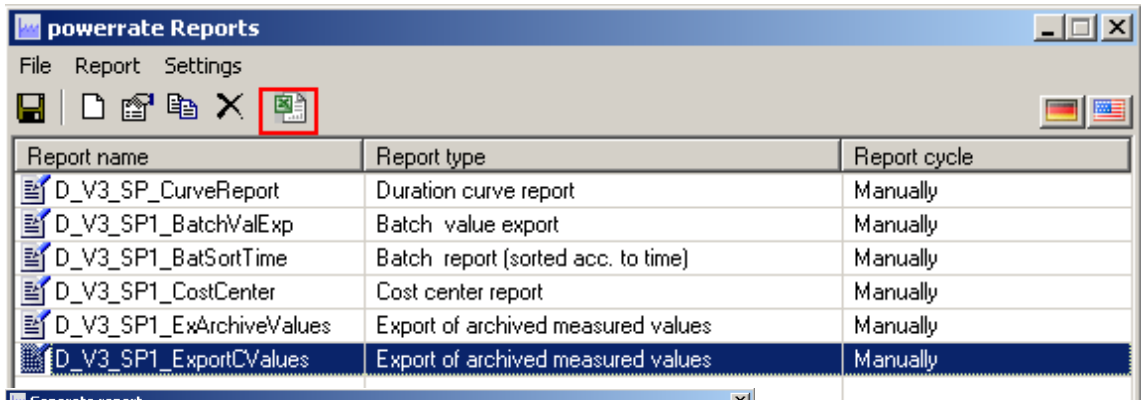 powerrate Reports
File Report Settings
Report name Report type Report cycle
D_V3_SP_CurveReport Duration curve report Manually
D_V3_SP1_BatchValExp Batch value export Manually
D_V3_SP1_BatSortTime Batch report (sorted acc. to time) Manually
D_V3_SP1_CostCenter Cost center report Manually
D_V3_SP1_ExArchiveValues Export of archived measured values Manually
D_V3_SP1_ExportCValues Export of archived measured values Manually
Generate report